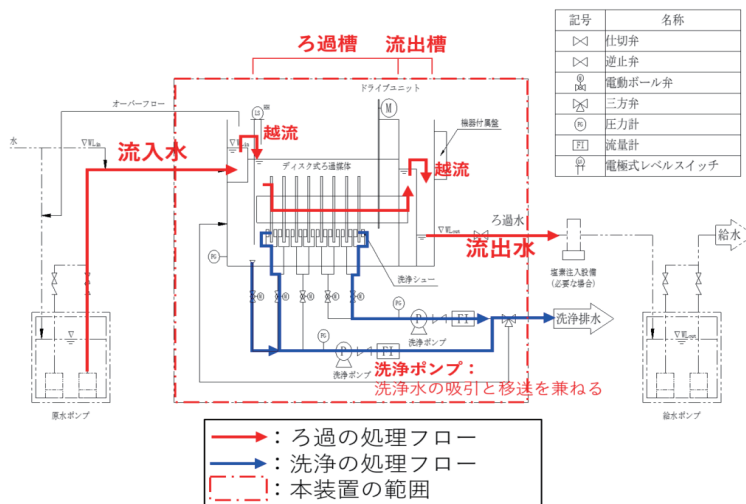 ろ過槽 流出槽
記号 名称
仕切弁
逆止弁
電動ボール弁
三方弁
PG 圧力計
FI 流量計
電極式レベルスイッチ
ドライブユニット
オーバーフロー
M
機器付属盤
水
流入水
越流
越流
ディスク式ろ過媒体
ろ過水
流出水
給水
洗浄シュー
塩素注入設備
(必要な場合)
PG
PG
P FI
洗浄ポンプ
洗浄排水
PG
P FI
洗浄ポンプ
洗浄ポンプ:
洗浄水の吸引と移送を兼ねる
原水ポンプ
給水ポンプ
:ろ過の処理フロー
:洗浄の処理フロー
:本装置の範囲